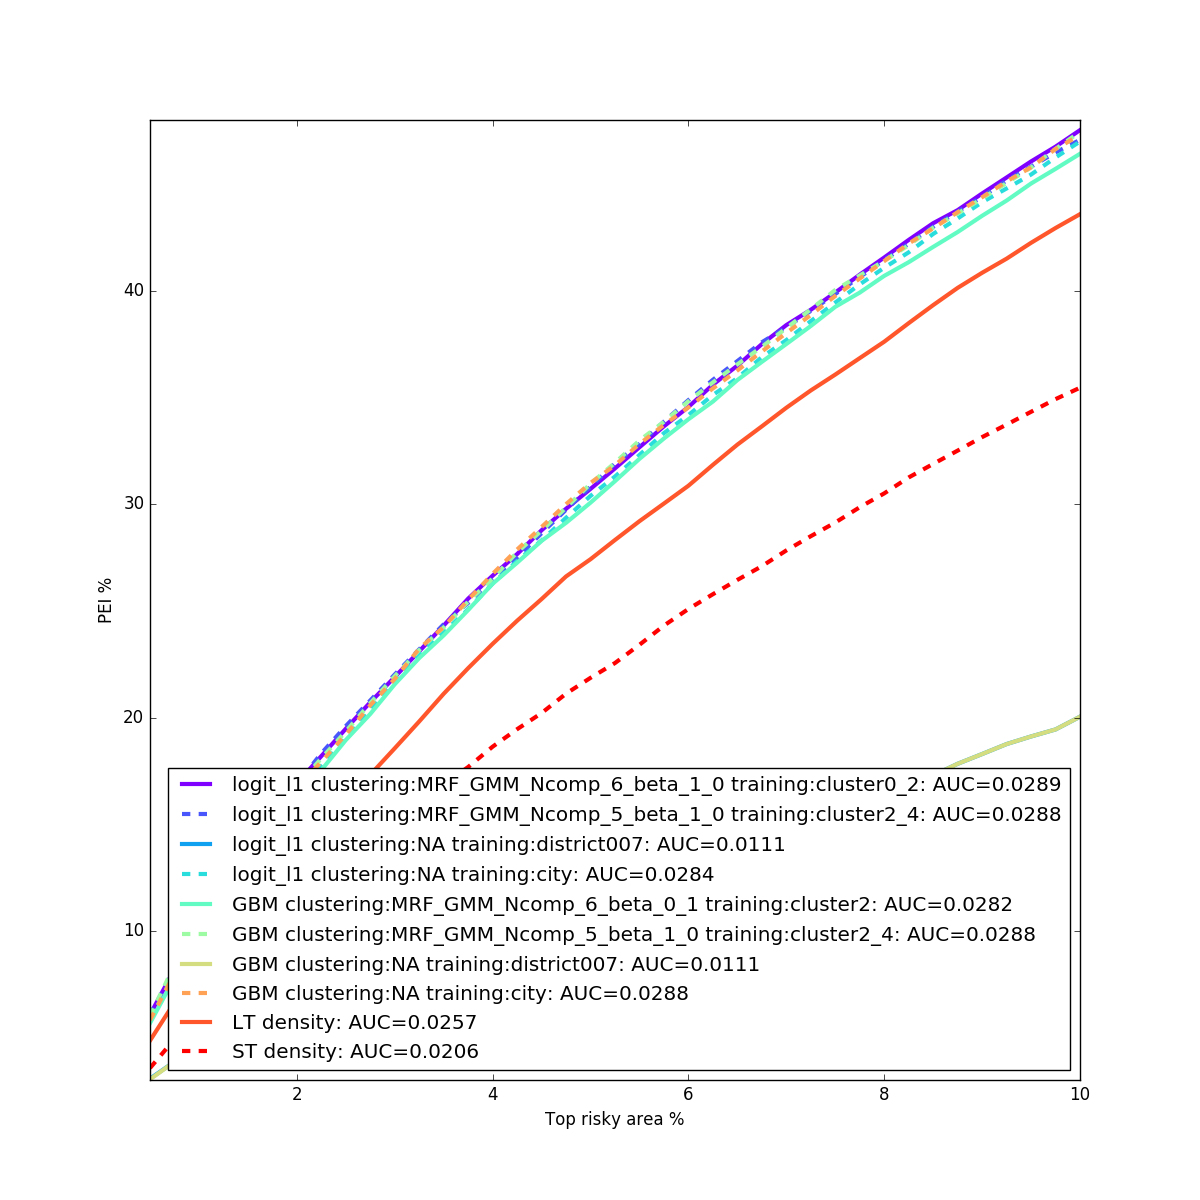 40
30
20
10
PEI %
logit_l1 clustering:MRF_GMM_Ncomp_6_beta_1_0 training:cluster0_2: AUC=0.0289
logit_l1 clustering:MRF_GMM_Ncomp_5_beta_1_0 training:cluster2_4: AUC=0.0288
logit_l1 clustering:NA training:district007: AUC=0.0111
logit_l1 clustering:NA training:city: AUC=0.0284
GBM clustering:MRF_GMM_Ncomp_6_beta_0_1 training:cluster2: AUC=0.0282
GBM clustering:MRF_GMM_Ncomp_5_beta_1_0 training:cluster2_4: AUC=0.0288
GBM clustering:NA training:district007: AUC=0.0111
GBM clustering:NA training:city: AUC=0.0288
LT density: AUC=0.0257
ST density: AUC=0.0206
2 4 6 8 10
Top risky area %